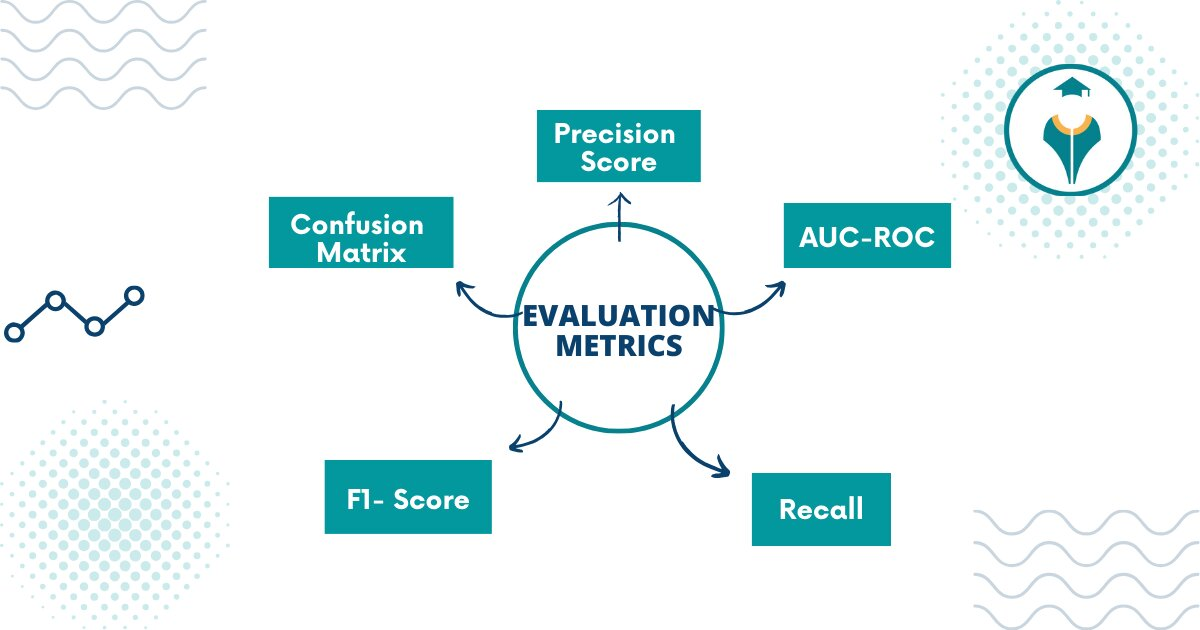 Precision
Score
Confusion
Matrix
AUC-ROC
EVALUATION
METRICS
F1- Score
Recall